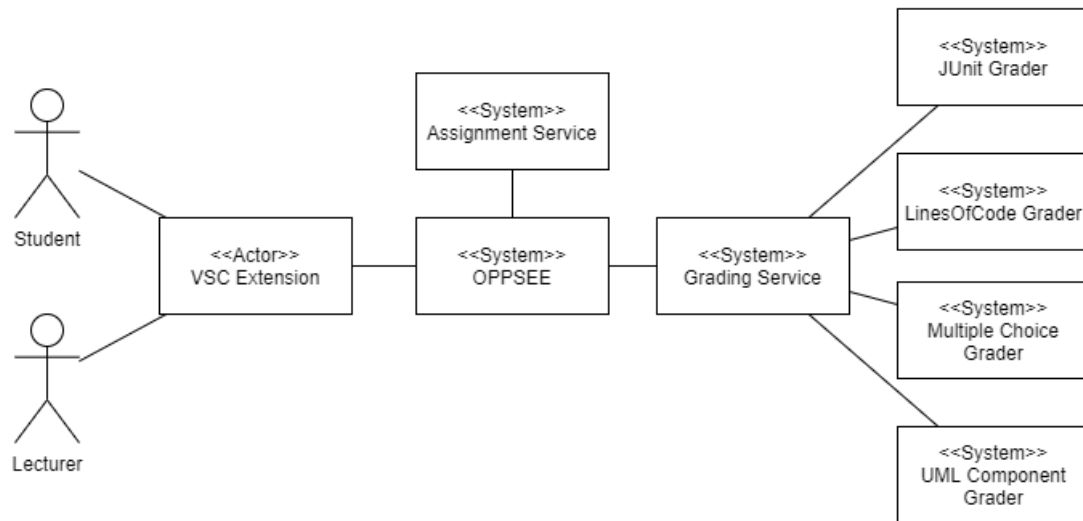 Student
Lecturer
<<Actor>>
VSC Extension
<<System>>
Assignment Service
<<System>>
OPPSEE
<<System>>
Grading Service
<<System>>
JUnit Grader
<<System>>
LinesOfCode Grader
<<System>>
Multiple Choice
Grader
<<System>>
UML Component
Grader